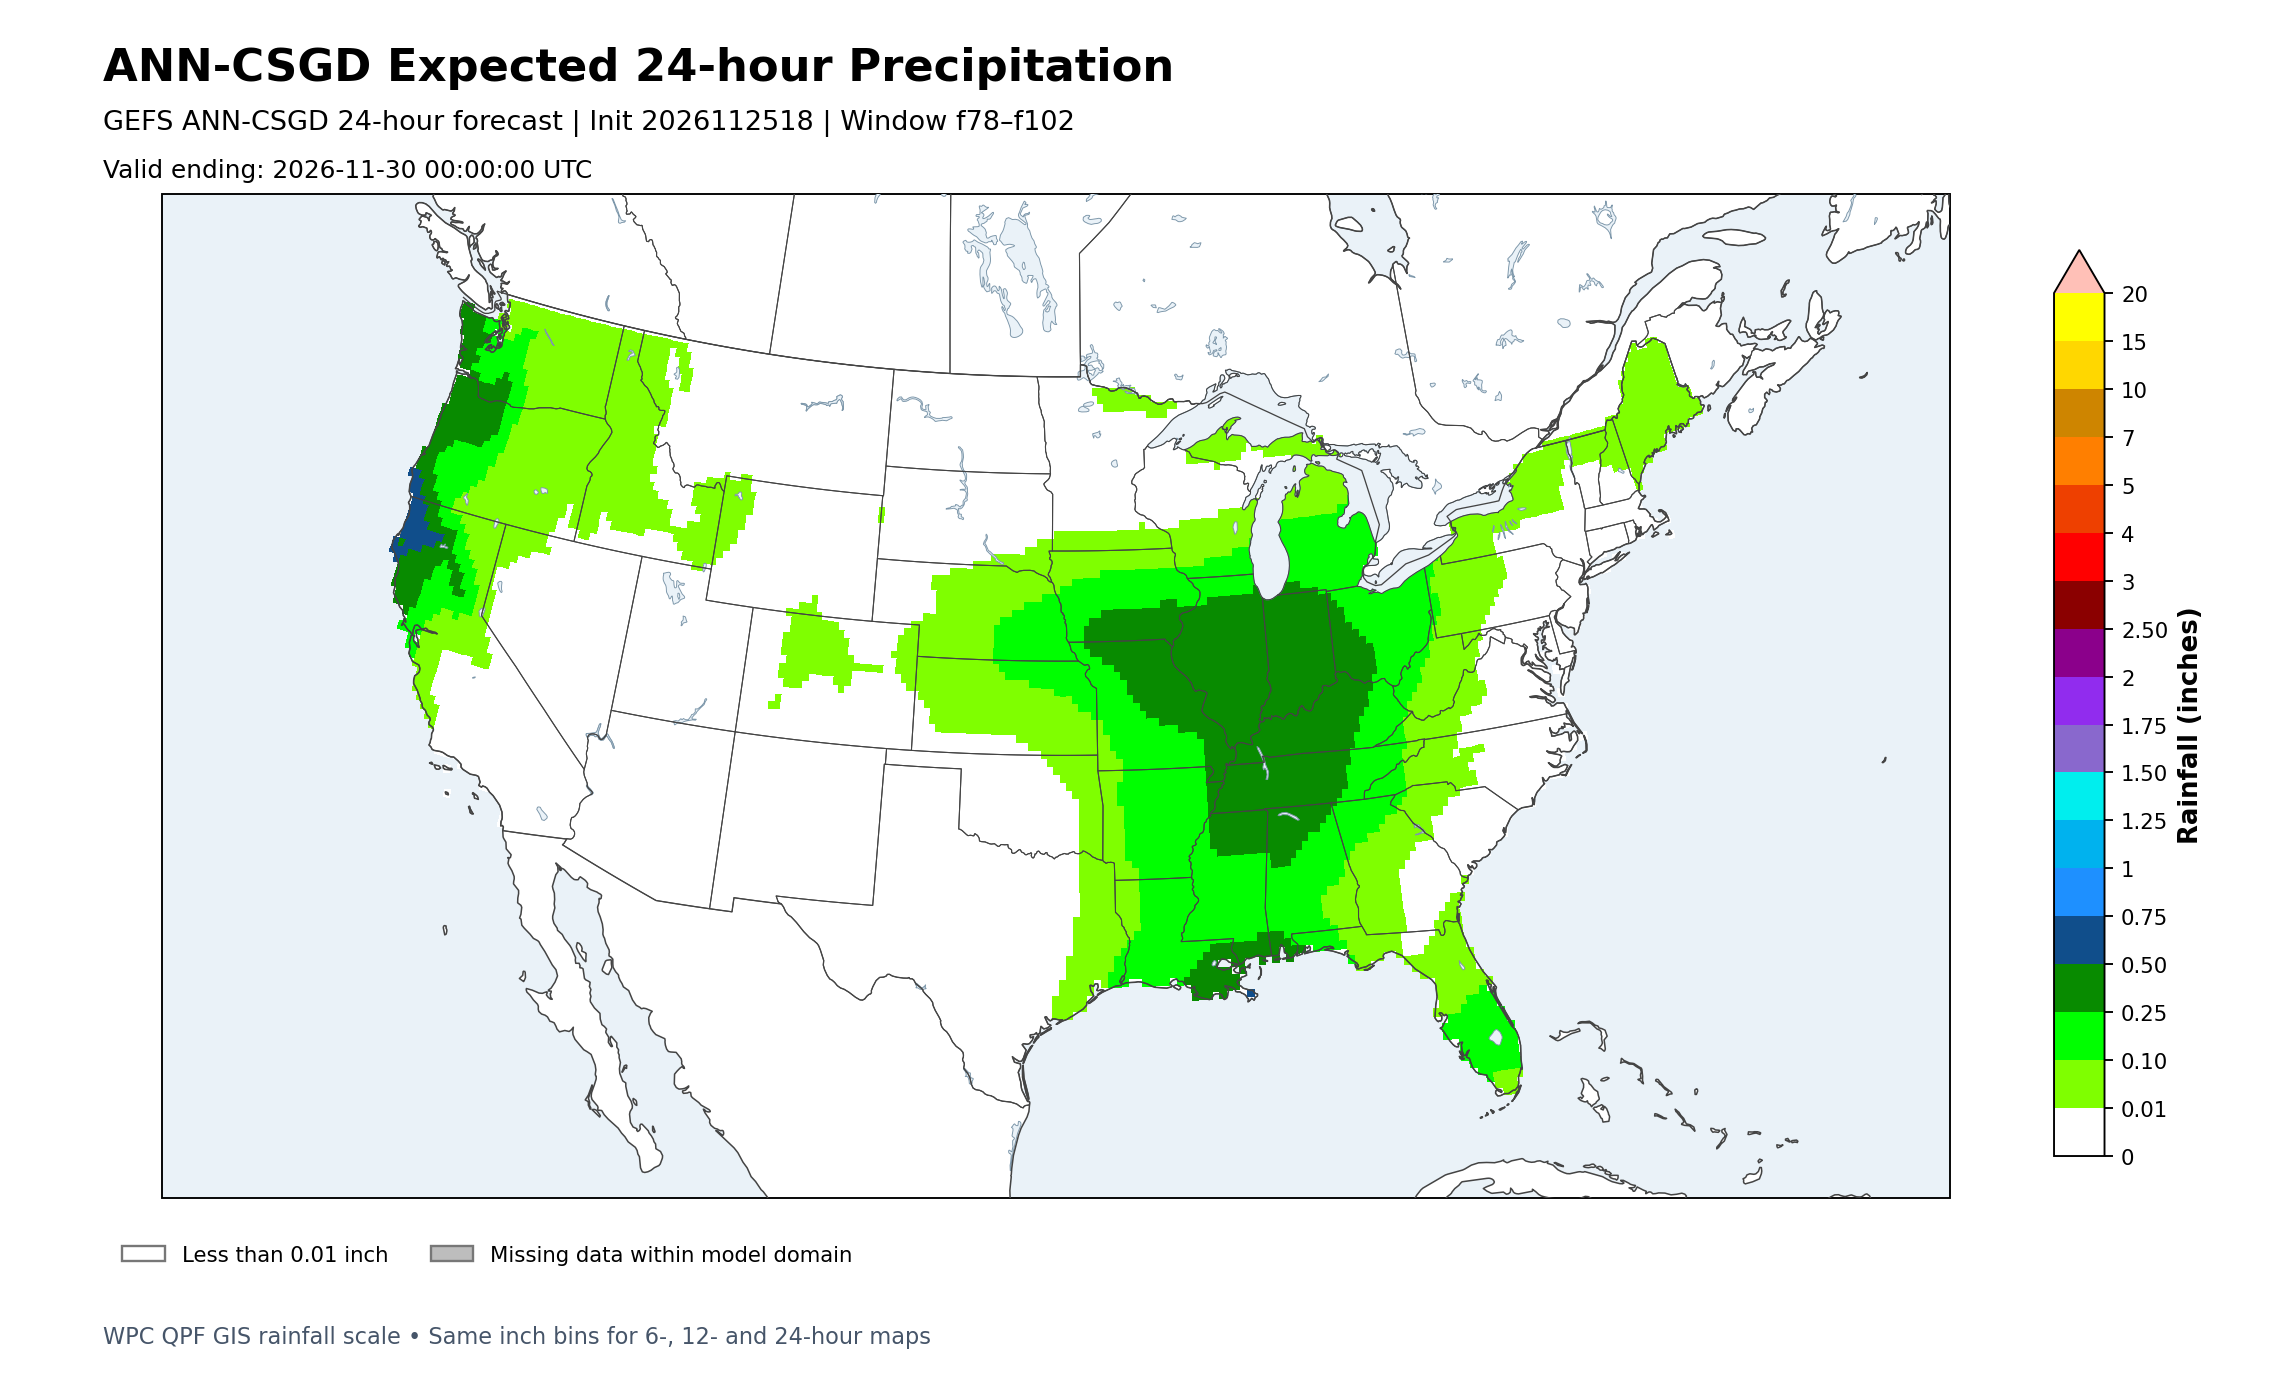 ANN-CSGD Expected 24-hour Precipitation
GEFS ANN-CSGD 24-hour forecast | Init 2026112518 | Window f78–f102
Valid ending: 2026-11-30 00:00:00 UTC
20
15
10
7
5
4
3
2.50
2
1.75
1.50
1.25
1
0.75
0.50
0.25
0.10
0.01
0
Rainfall (inches)
Less than 0.01 inch
Missing data within model domain
WPC QPF GIS rainfall scale • Same inch bins for 6-, 12- and 24-hour maps